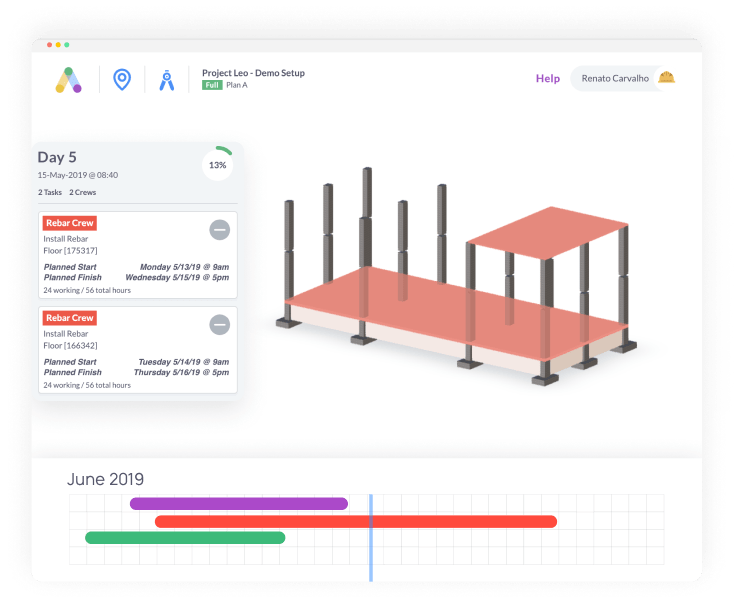 Project Leo - Demo Setup
Full Plan A
Help
Renato Carvalho
Day 5
15-May-2019 @ 08:40
13%
2 Tasks 2 Crews
Rebar Crew
Install Rebar
Floor [175317]
Planned Start Monday 5/13/19 @ 9am
Planned Finish Wednesday 5/15/19 @ 5pm
24 working / 56 total hours
Rebar Crew
Install Rebar
Floor [166342]
Planned Start Tuesday 5/14/19 @ 9am
Planned Finish Thursday 5/16/19 @ 5pm
24 working / 56 total hours
June 2019